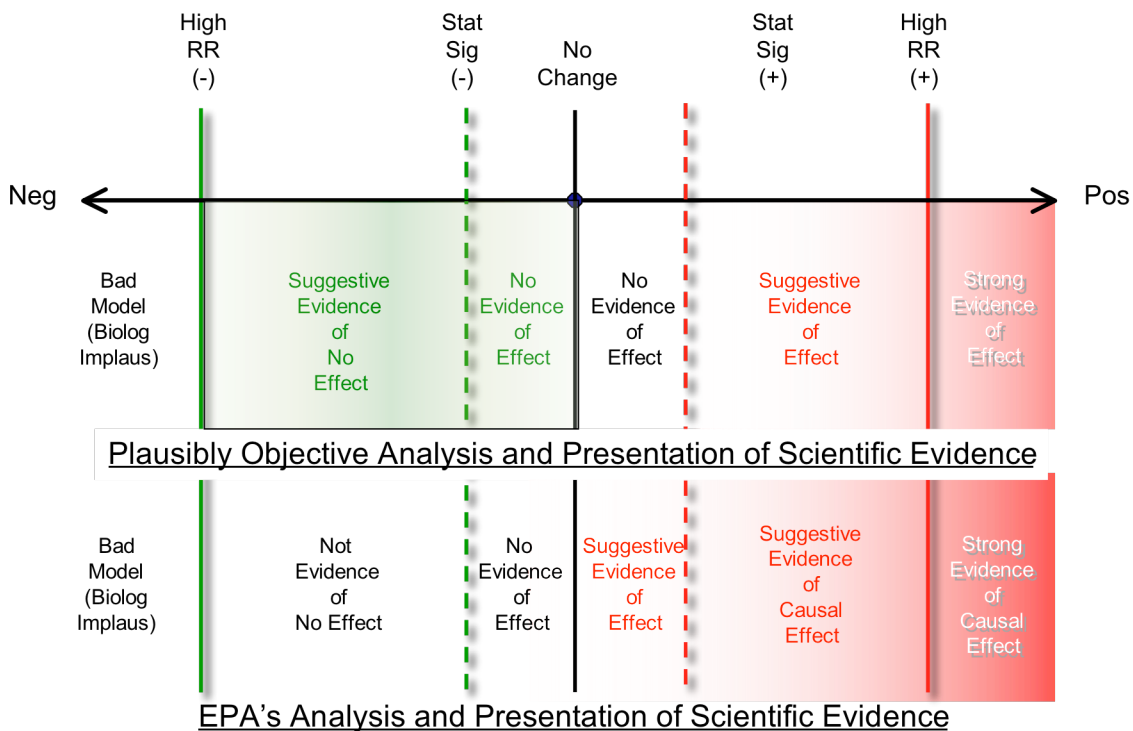 High
RR
(-)
Stat
Sig
(-)
No
Change
Stat
Sig
(+)
High
RR
(+)
Neg
Pos
Bad
Model
(Biolog
Implaus)
Suggestive
Evidence
of
No
Effect
No
Evidence
of
Effect
No
Evidence
of
Effect
Suggestive
Evidence
of
Effect
Strong
Evidence
of
Effect
Plausibly Objective Analysis and Presentation of Scientific Evidence
Bad
Model
(Biolog
Implaus)
Not
Evidence
of
No Effect
No
Evidence
of
Effect
Suggestive
Evidence
of
Effect
Suggestive
Evidence
of
Causal
Effect
Strong
Evidence
of
Causal
Effect
EPA's Analysis and Presentation of Scientific Evidence